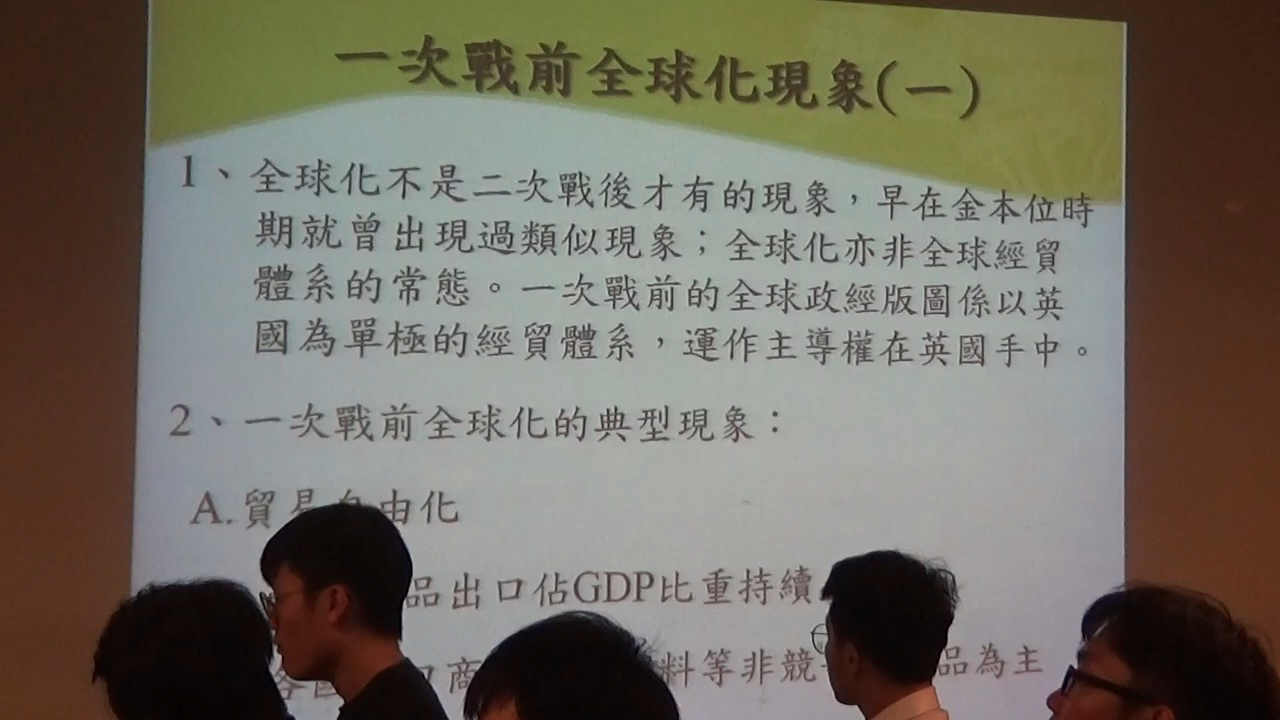 一次戰前全球化現象(一)
1、全球化不是二次戰後才有的現象，早在金本位時
期就曾出現過類似現象；全球化亦非全球經貿
體系的常態。一次戰前的全球政經版圖係以英
國為單極的經貿體系，運作主導權在英國手中。
2、一次戰前全球化的典型現象：
A.貿易自由化
品出口佔GDP比重持續
料等非競 品為主